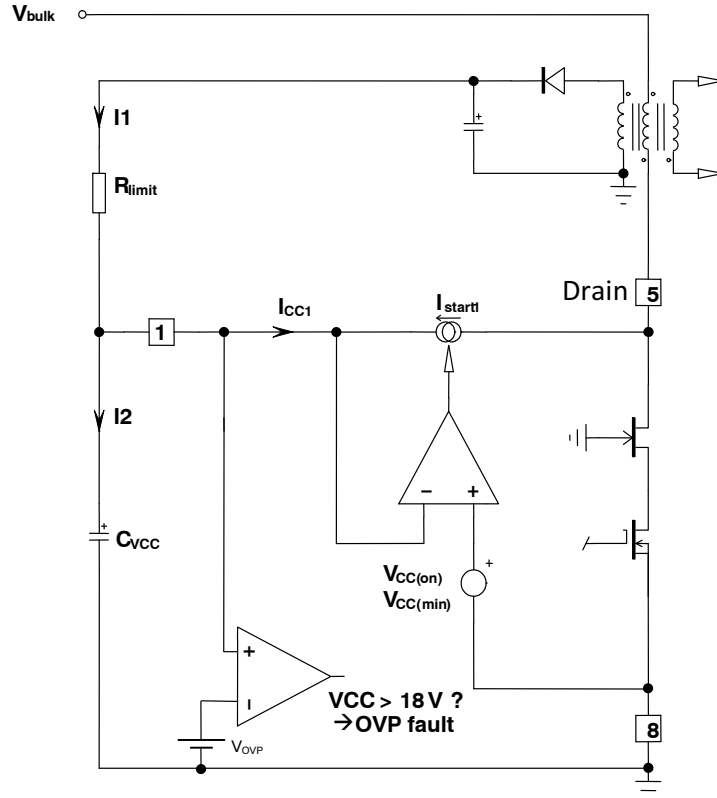 Vbulk
I1
Rlimit
Drain
5
ICC1
Istart1
1
I2
CVCC
VCC(on)
VCC(min)
VCC > 18 V ?
→OVP fault
VOVP
8